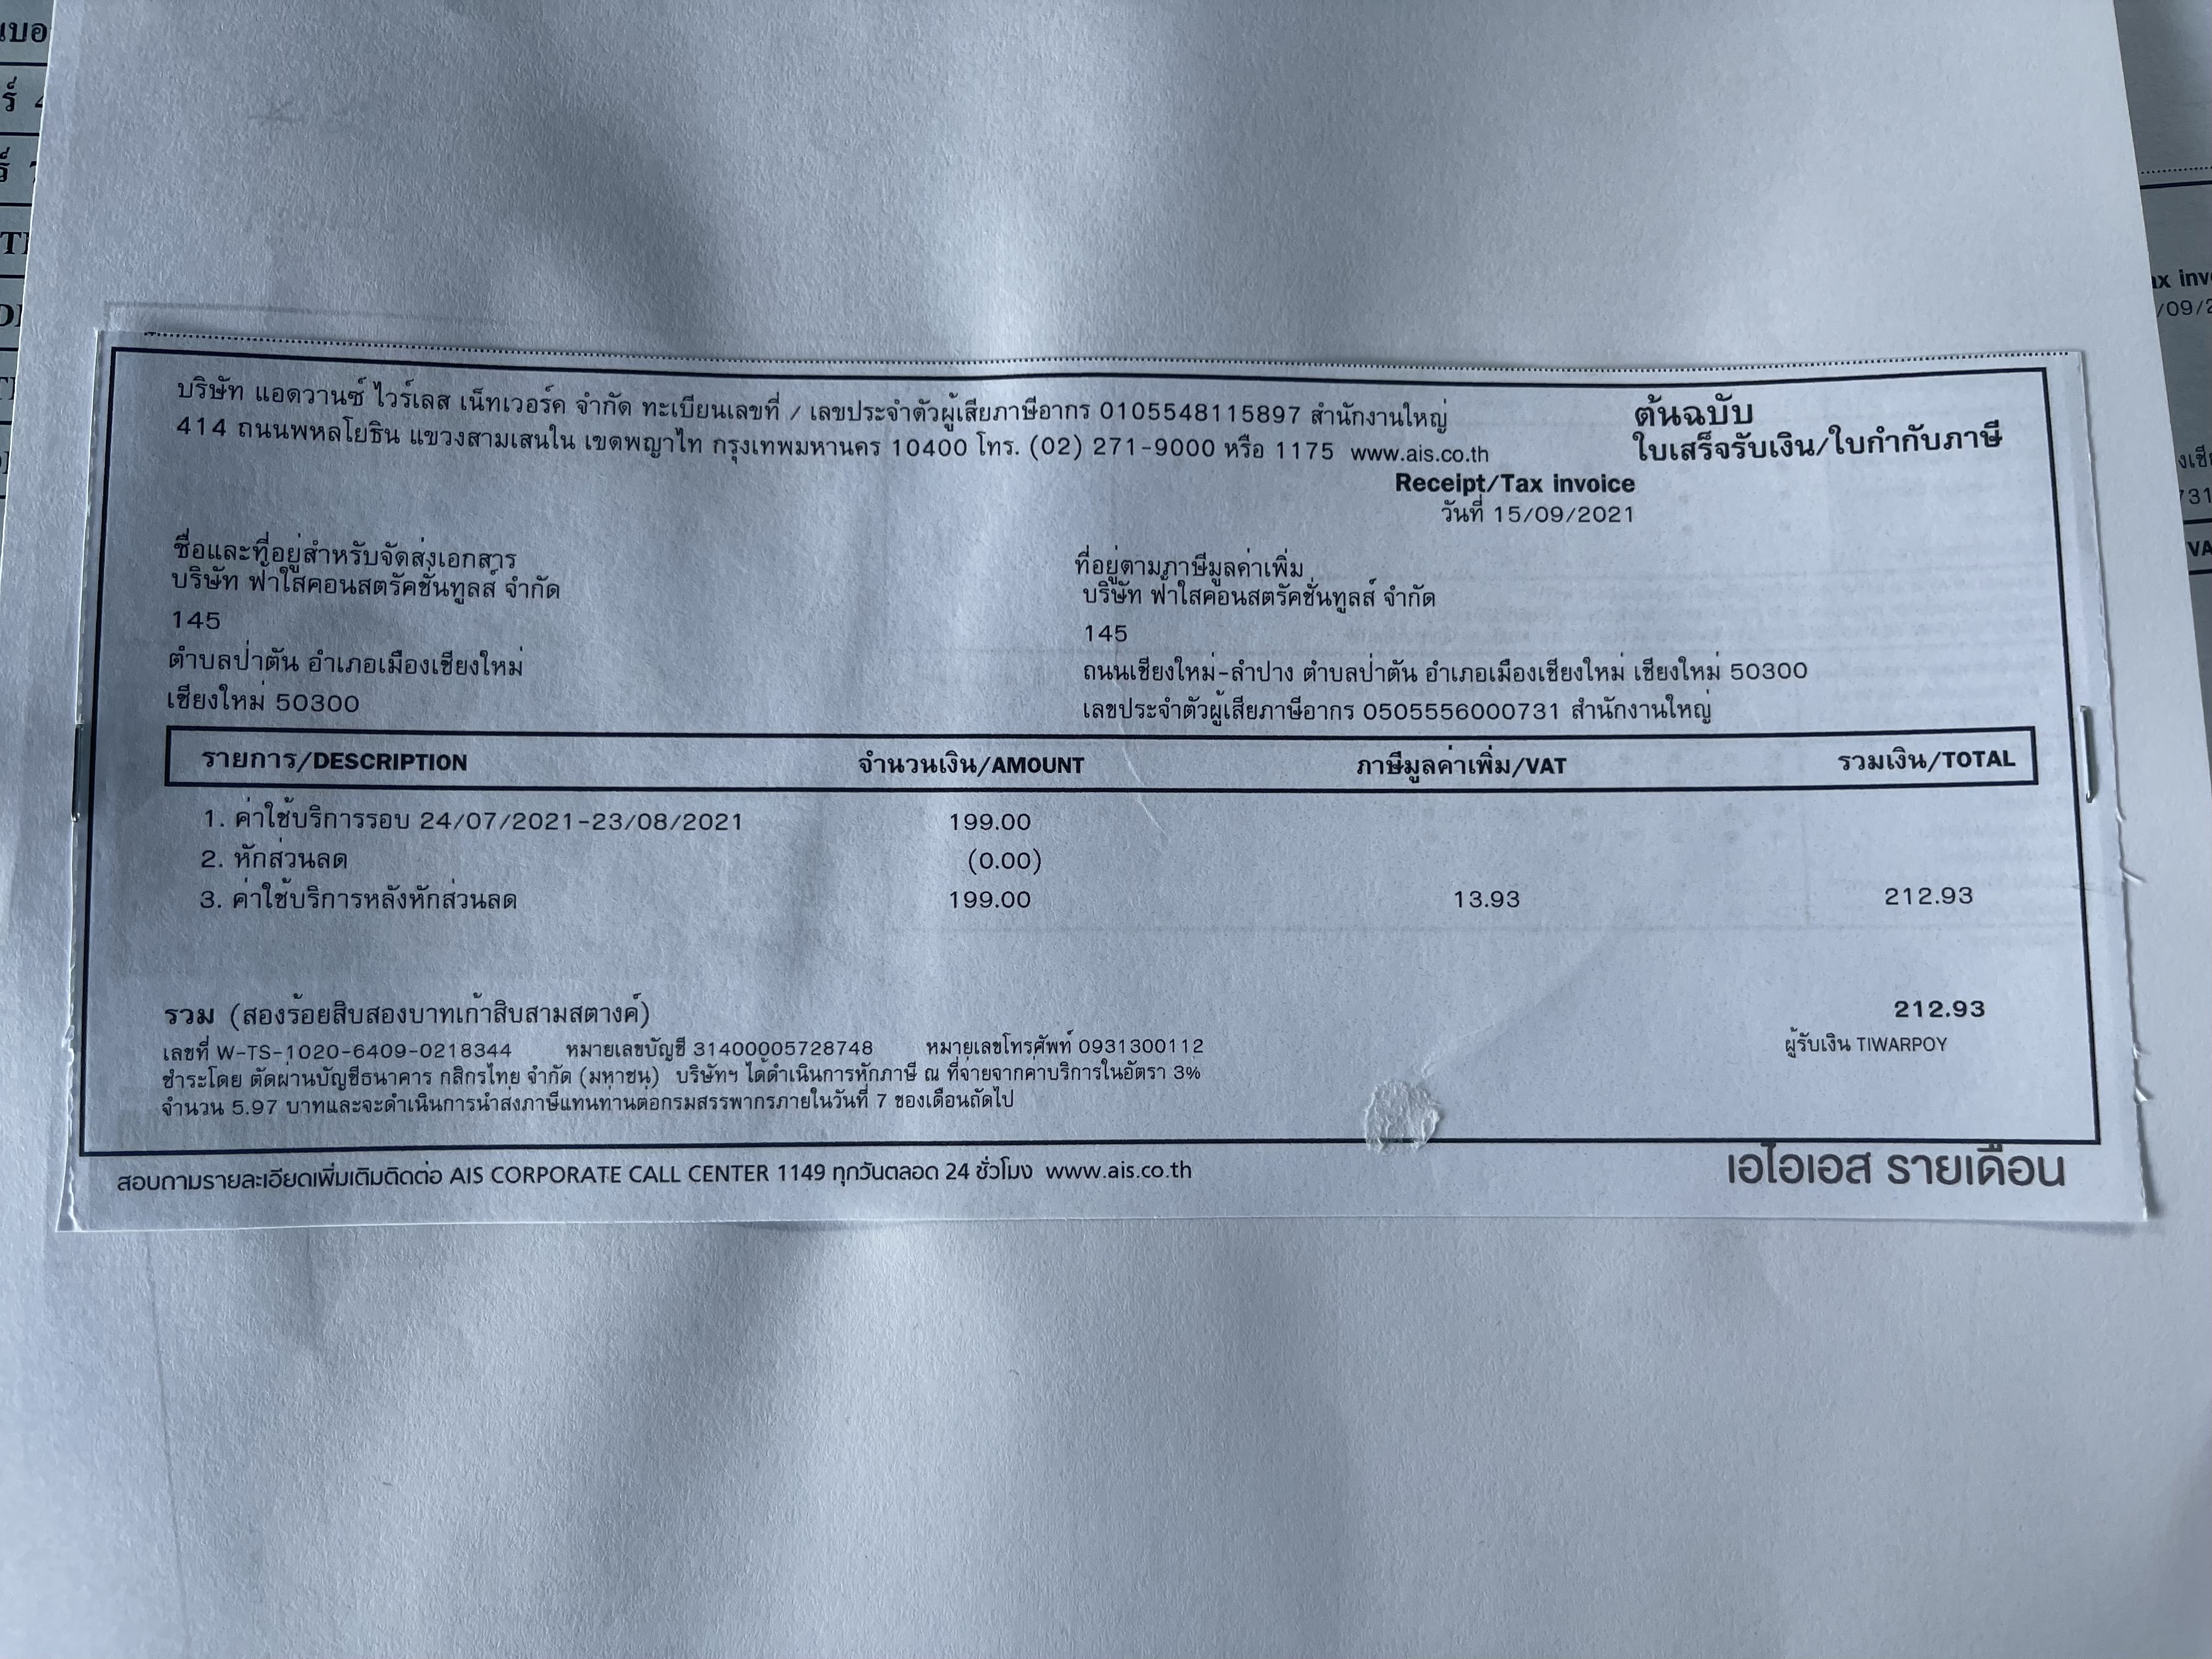 บริษัท แอดวานซ์ ไวร์เลส เน็ทเวอร์ค จำกัด ทะเบียนเลขที่ / เลขประจำตัวผู้เสียภาษีอากร 0105548115897 สำนักงานใหญ่
414 ถนนพหลโยธิน แขวงสามเสนใน เขตพญาไท กรุงเทพมหานคร 10400 โทร. (02) 271-9000 หรือ 1175 www.ais.co.th
ต้นฉบับ
ใบเสร็จรับเงิน/ใบกำกับภาษี
Receipt/Tax invoice
วันที่ 15/09/2021
ชื่อและที่อยู่สำหรับจัดส่งเอกสาร
บริษัท ฟ้าใสคอนสตรัคชั่นทูลส์ จำกัด
145
ตำบลป่าตัน อำเภอเมืองเชียงใหม่
เชียงใหม่ 50300
ที่อยู่ตามภาษีมูลค่าเพิ่ม
บริษัท ฟ้าใสคอนสตรัคชั่นทูลส์ จำกัด
145
ถนนเชียงใหม่-ลำปาง ตำบลป่าตัน อำเภอเมืองเชียงใหม่ เชียงใหม่ 50300
เลขประจำตัวผู้เสียภาษีอากร 0505556000731 สำนักงานใหญ่
รายการ/DESCRIPTION จำนวนเงิน/AMOUNT ภาษีมูลค่าเพิ่ม/VAT รวมเงิน/TOTAL
1. ค่าใช้บริการรอบ 24/07/2021-23/08/2021 199.00
2. หักส่วนลด (0.00)
3. ค่าใช้บริการหลังหักส่วนลด 199.00 13.93 212.93
รวม (สองร้อยสิบสองบาทเก้าสิบสามสตางค์) 212.93
เลขที่ W-TS-1020-6409-0218344 หมายเลขบัญชี 31400005728748 หมายเลขโทรศัพท์ 0931300112 ผู้รับเงิน TIWARPOY
ชำระโดย ตัดผ่านบัญชีธนาคาร กสิกรไทย จำกัด (มหาชน) บริษัทฯ ได้ดำเนินการหักภาษี ณ ที่จ่ายจากค่าบริการในอัตรา 3%
จำนวน 5.97 บาทและจะดำเนินการนำส่งภาษีแทนท่านต่อกรมสรรพากรภายในวันที่ 7 ของเดือนถัดไป
สอบถามรายละเอียดเพิ่มเติมติดต่อ AIS CORPORATE CALL CENTER 1149 ทุกวันตลอด 24 ชั่วโมง www.ais.co.th
เอไอเอส รายเดือน